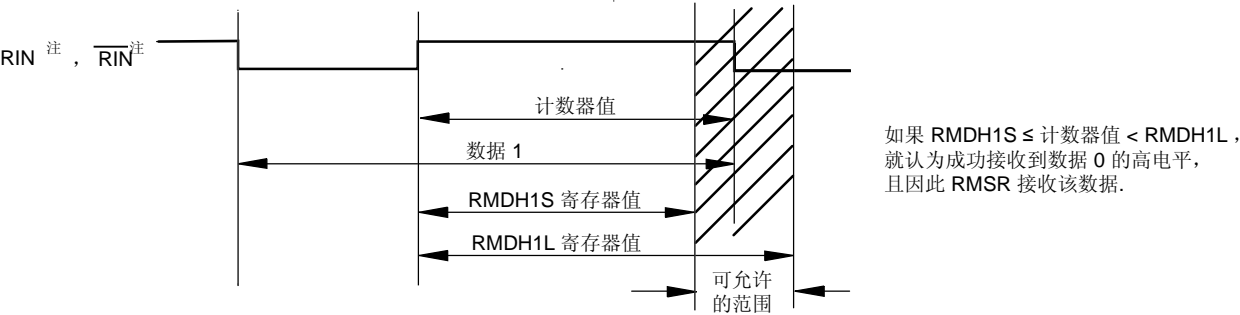 RIN 注 , RIN注
计数器值
数据 1
RMDH1S 寄存器值
RMDH1L 寄存器值
可允许
的范围
如果 RMDH1S ≤ 计数器值 < RMDH1L ，
就认为成功接收到数据 0 的高电平，
且因此 RMSR 接收该数据.